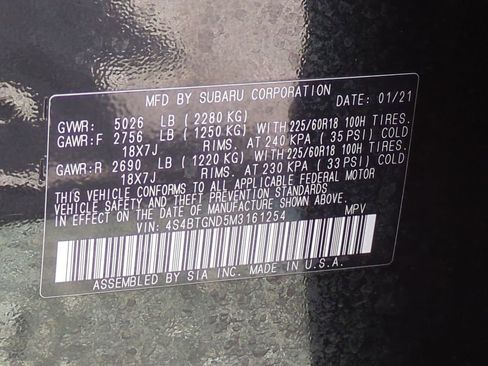 MFD BY SUBARU CORPORATION DATE: 01/21
GVWR: 5026 LB (2280 KG)
GAWR:F 2756 LB (1250 KG) WITH 225/60R18 100H TIRES.
18X7J RIMS. AT 240 KPA (35 PSI) COLD
GAWR:R 2690 LB (1220 KG) WITH 225/60R18 100H TIRES.
18X7J RIMS. AT 230 KPA (33 PSI) COLD
THIS VEHICLE CONFORMS TO ALL APPLICABLE FEDERAL MOTOR
VEHICLE SAFETY AND THEFT PREVENTION STANDARDS
IN EFFECT ON THE DATE OF MANUFACTURE SHOWN ABOVE.
VIN: 4S4BTGND5M3161254 MPV
ASSEMBLED BY SIA INC. MADE IN U.S.A.